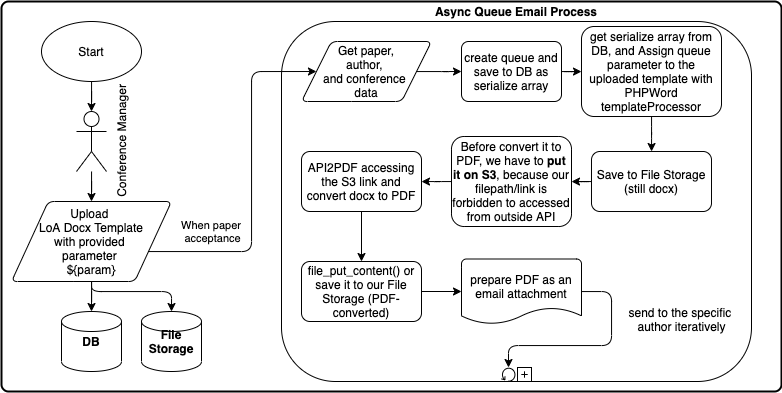 Async Queue Email Process
Start
Conference Manager
Upload
LoA Docx Template
with provided
parameter
${param}
DB
File
Storage
When paper
acceptance
Get paper,
author,
and conference
data
create queue and
save to DB as
serialize array
get serialize array from
DB, and Assign queue
parameter to the
uploaded template with
PHPWord
templateProcessor
Save to File Storage
(still docx)
Before convert it to
PDF, we have to put
it on S3, because our
filepath/link is
forbidden to accessed
from outside API
API2PDF accessing
the S3 link and
convert docx to PDF
file_put_content() or
save it to our File
Storage (PDF-
converted)
prepare PDF as an
email attachment
send to the specific
author iteratively